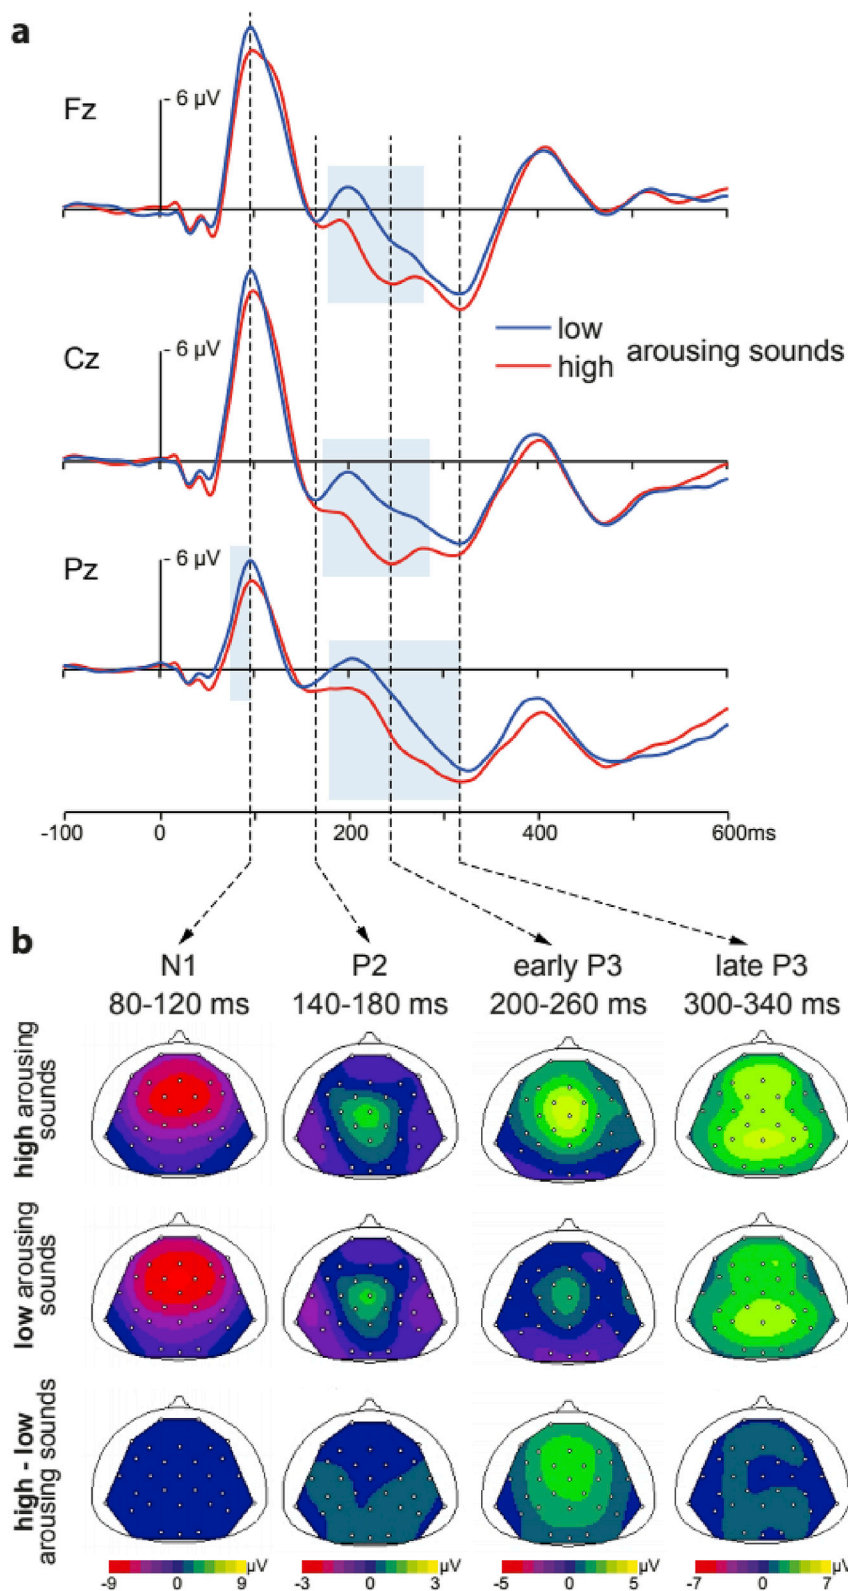 a
- 6 µV
Fz
- 6 µV
low
high
arousing sounds
Cz
- 6 µV
Pz
-100 0 200 400 600ms
b
N1 P2 early P3 late P3
80-120 ms 140-180 ms 200-260 ms 300-340 ms
high arousing
sounds
low arousing
sounds
high - low
arousing sounds
µV µV µV µV
-9 0 9 -3 0 3 -5 0 5 -7 0 7